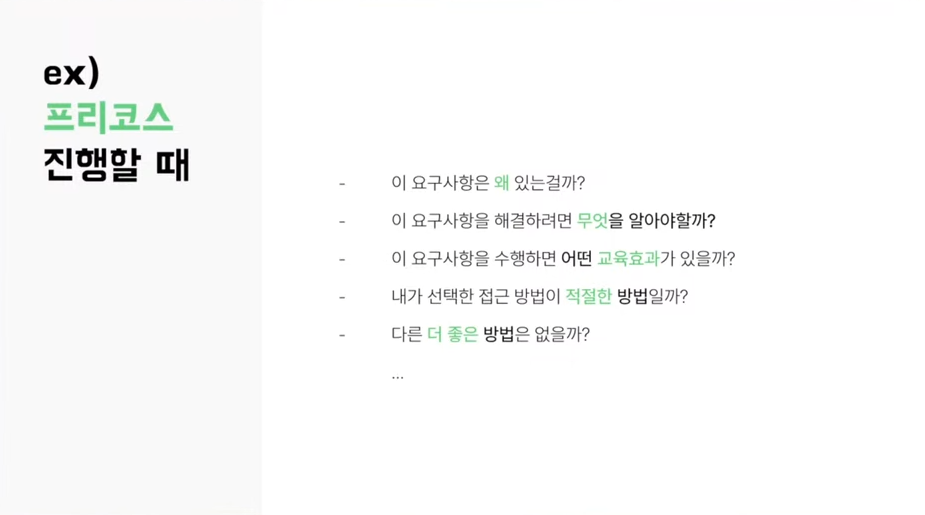 ex)
프리코스
진행할 때
- 이 요구사항은 왜 있는걸까?
- 이 요구사항을 해결하려면 무엇을 알아야할까?
- 이 요구사항을 수행하면 어떤 교육효과가 있을까?
- 내가 선택한 접근 방법이 적절한 방법일까?
- 다른 더 좋은 방법은 없을까?
...